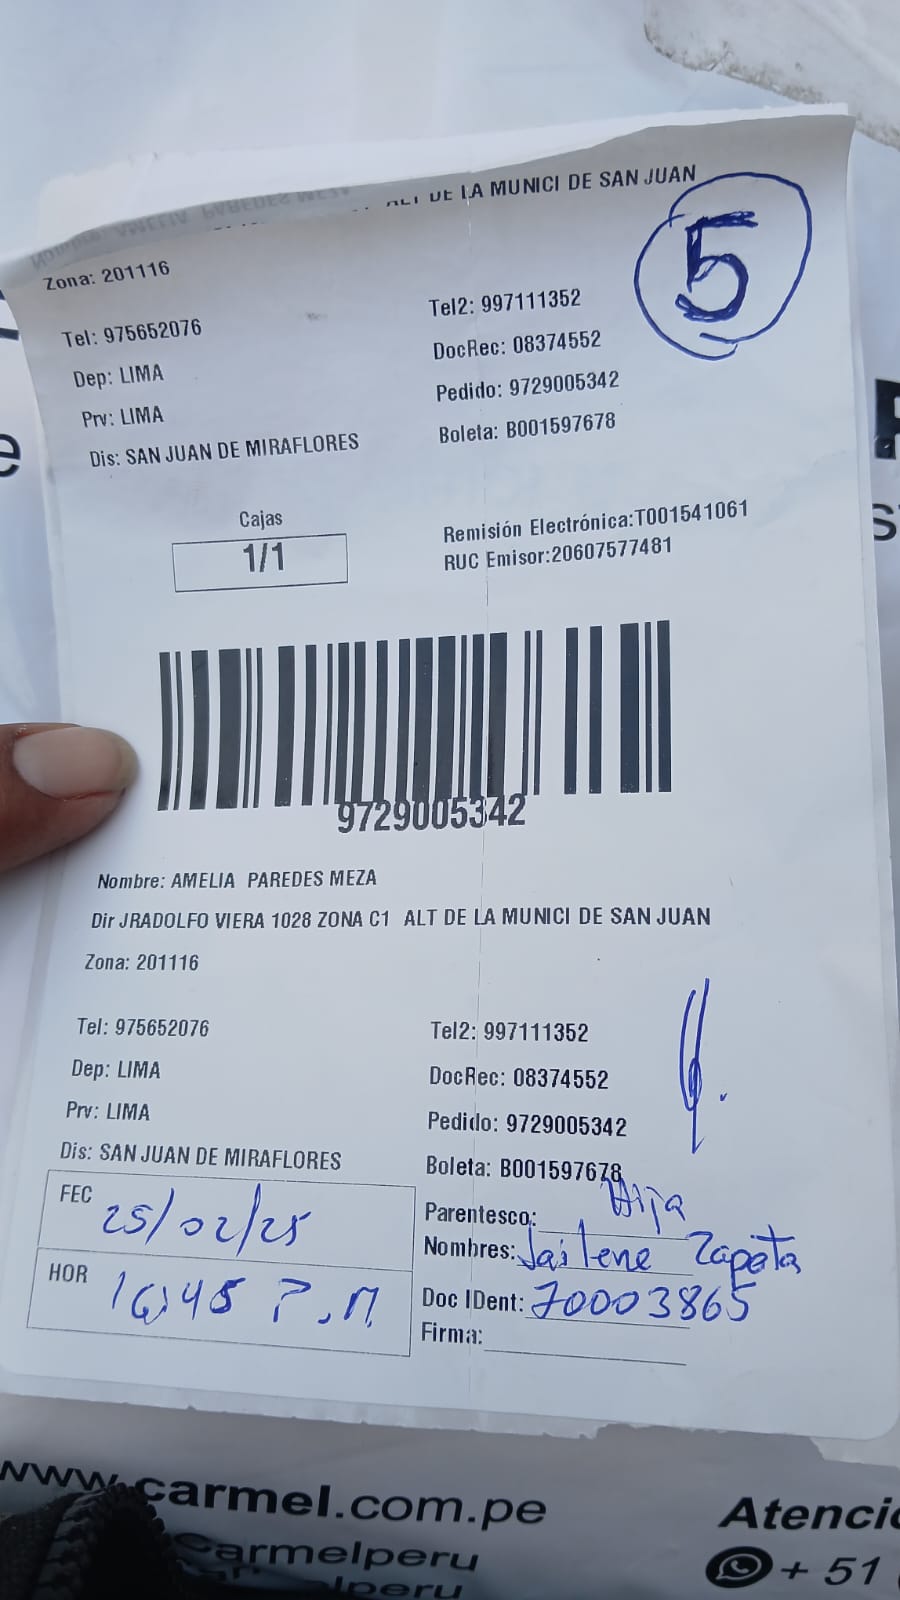 ALT DE LA MUNICI DE SAN JUAN
5
Zona: 201116
Tel: 975652076
Tel2: 997111352
Dep: LIMA
DocRec: 08374552
Prv: LIMA
Pedido: 9729005342
Dis: SAN JUAN DE MIRAFLORES
Boleta: B001597678
Cajas
1/1
Remisión Electrónica:T001541061
RUC Emisor:20607577481
9729005342
Nombre: AMELIA PAREDES MEZA
Dir JRADOLFO VIERA 1028 ZONA C1 ALT DE LA MUNICI DE SAN JUAN
Zona: 201116
Tel: 975652076
Tel2: 997111352
Dep: LIMA
DocRec: 08374552
Prv: LIMA
Pedido: 9729005342
Dis: SAN JUAN DE MIRAFLORES
Boleta: B001597678
FEC 25/02/25
Parentesco: Hija
Nombres: Zapata
HOR 16:45 P.M
Doc IDent: 70003865
Firma:
www.carmel.com.pe
Carmelperu
lperu
Atenció
+ 51